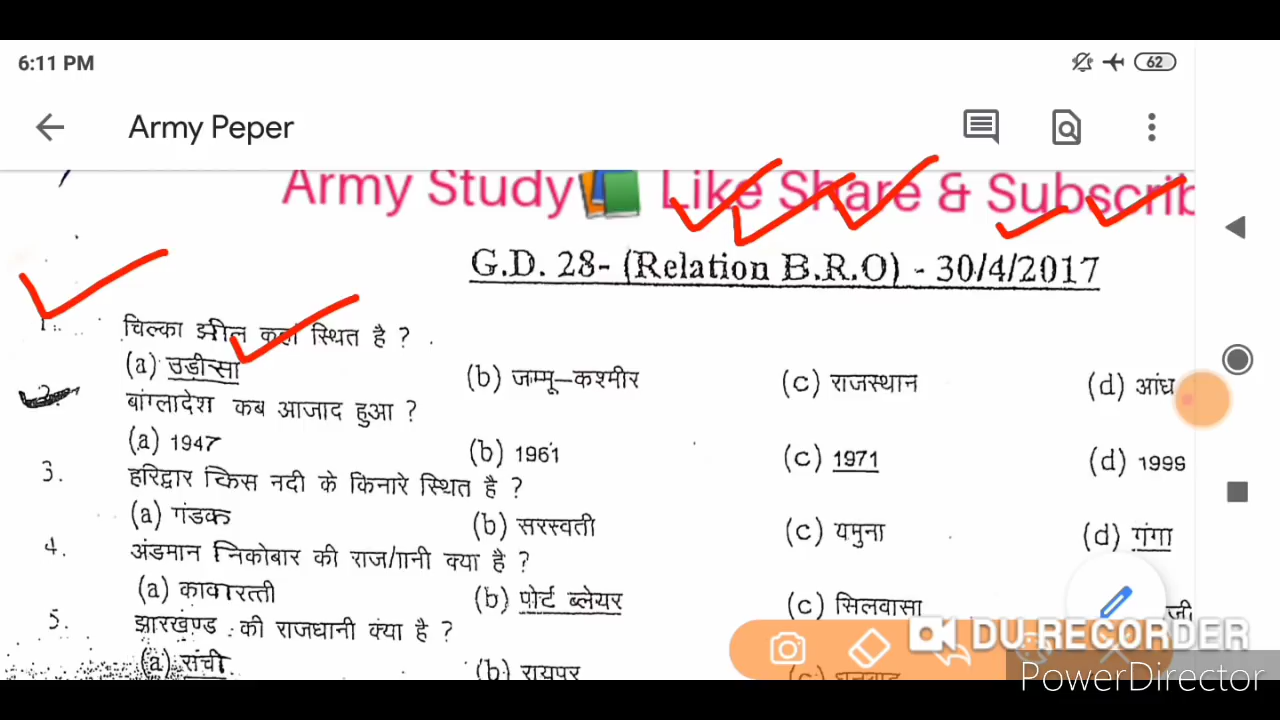 6:11 PM
62
Army Peper
Army Study Like Share & Subscrib
G.D. 28- (Relation B.R.O) - 30/4/2017
1. चिल्का झील कहां स्थित है ?
(a) उडीसा (b) जम्मू–कश्मीर (c) राजस्थान (d) आंध्र
2. बांग्लादेश कब आजाद हुआ ?
(a) 1947 (b) 1961 (c) 1971 (d) 1999
3. हरिद्वार किस नदी के किनारे स्थित है ?
(a) गंडक (b) सरस्वती (c) यमुना (d) गंगा
4. अंडमान निकोबार की राज/ानी क्या है ?
(a) कावारत्ती (b) पोर्ट ब्लेयर (c) सिलवासा
5. झारखण्ड की राजधानी क्या है ?
(a) संची (b) रायपुर (c) धनबाद
DU RECORDER
PowerDirector